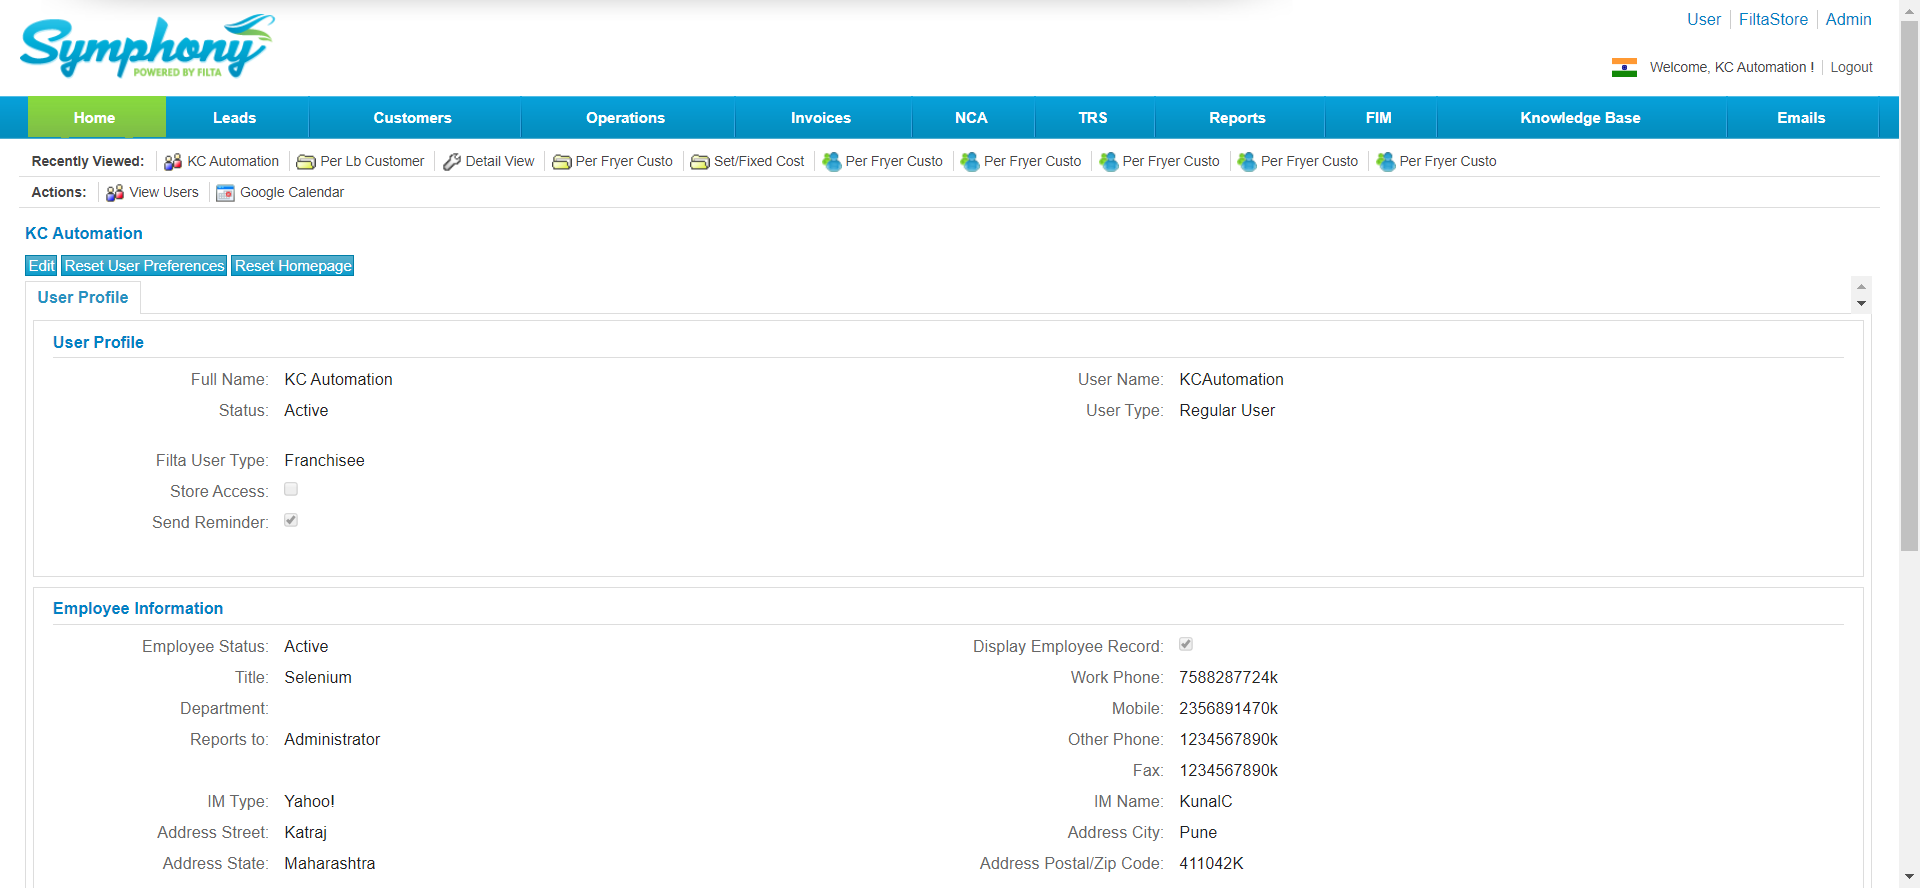 Symphony
POWERED BY FILTA
User FiltaStore Admin
Welcome, KC Automation ! Logout
Home Leads Customers Operations Invoices NCA TRS Reports FIM Knowledge Base Emails
Recently Viewed: KC Automation Per Lb Customer Detail View Per Fryer Custo Set/Fixed Cost Per Fryer Custo Per Fryer Custo Per Fryer Custo Per Fryer Custo Per Fryer Custo
Actions: View Users Google Calendar
KC Automation
Edit Reset User Preferences Reset Homepage
User Profile
User Profile
Full Name: KC Automation User Name: KCAutomation
Status: Active User Type: Regular User
Filta User Type: Franchisee
Store Access:
Send Reminder:
Employee Information
Employee Status: Active Display Employee Record:
Title: Selenium Work Phone: 7588287724k
Department: Mobile: 2356891470k
Reports to: Administrator Other Phone: 1234567890k
Fax: 1234567890k
IM Type: Yahoo! IM Name: KunalC
Address Street: Katraj Address City: Pune
Address State: Maharashtra Address Postal/Zip Code: 411042K